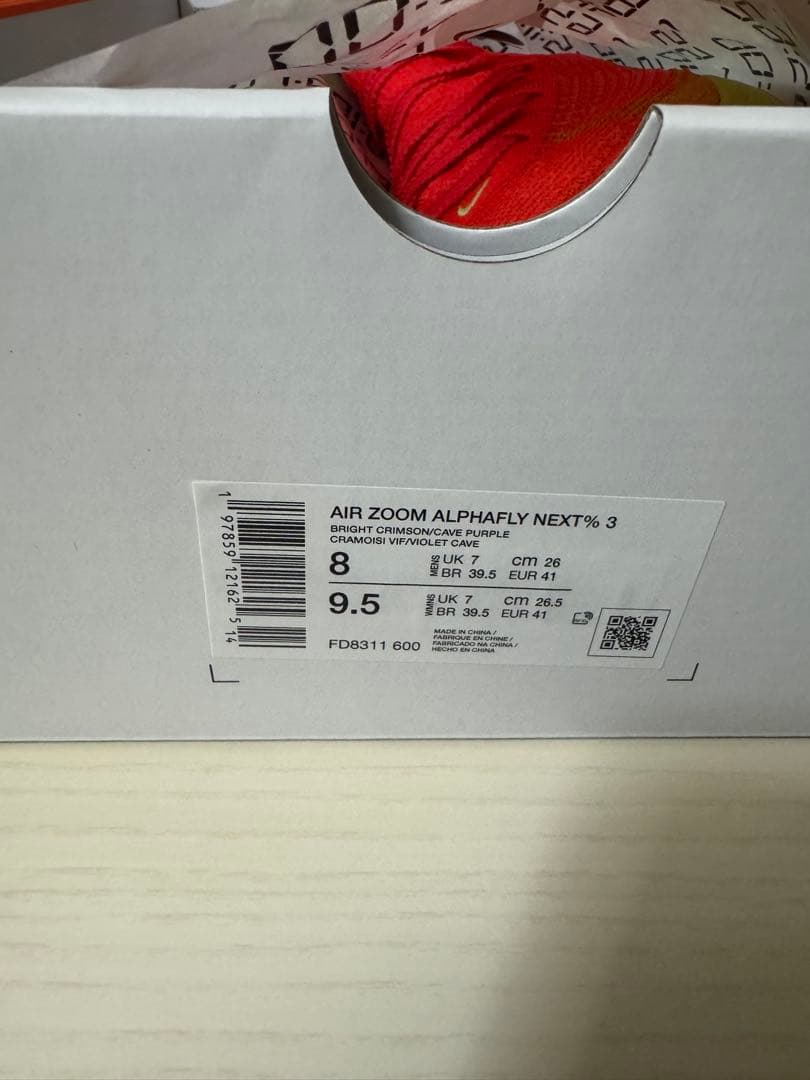 AIR ZOOM ALPHAFLY NEXT% 3
BRIGHT CRIMSON/CAVE PURPLE
CRAMOISI VIF/VIOLET CAVE
8 MENS UK 7 cm 26
BR 39.5 EUR 41
9.5 WMNS UK 7 cm 26.5
BR 39.5 EUR 41
FD8311 600
MADE IN CHINA /
FABRIQUE EN CHINE /
FABRICADO NA CHINA /
HECHO EN CHINA
1 97859 12162 5 14